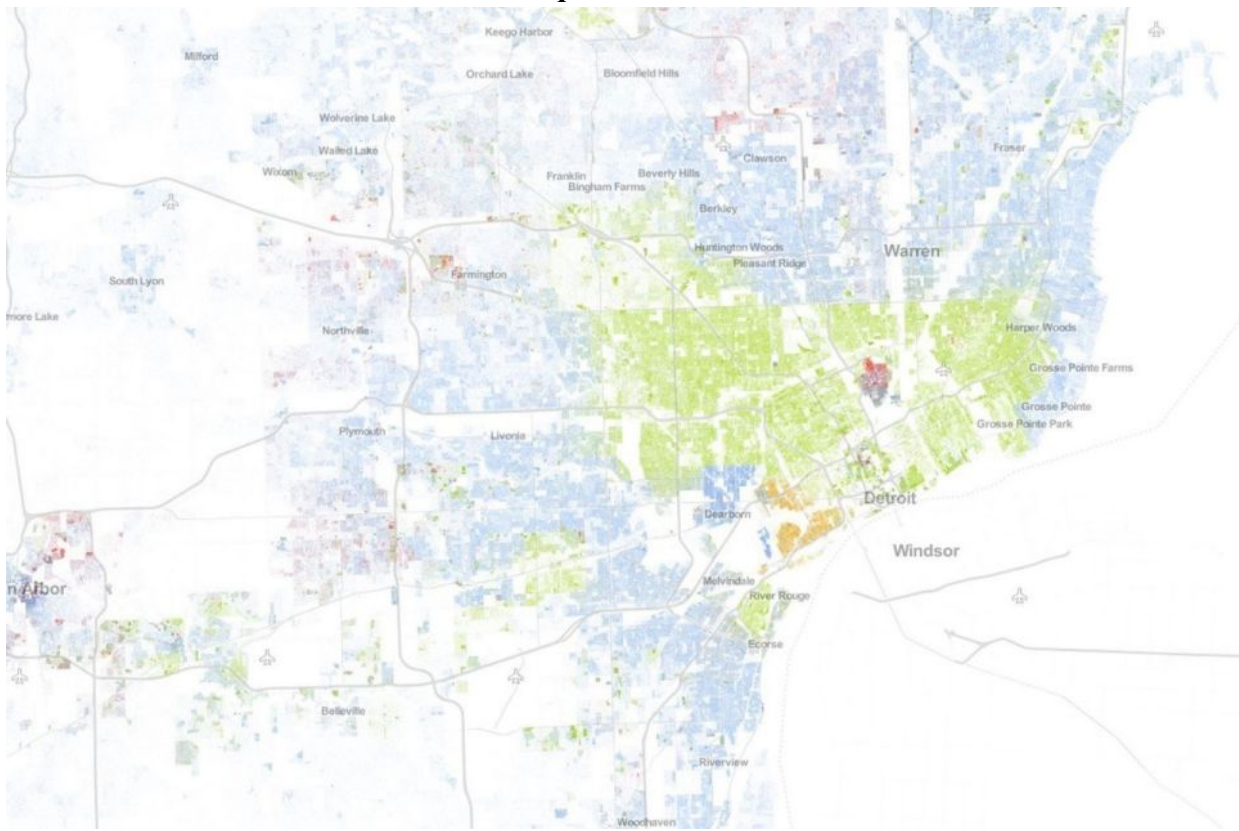 Keego Harbor
Milford
Orchard Lake
Bloomfield Hills
Wolverine Lake
Walled Lake
Clawson
Fraser
Wixom
Franklin
Beverly Hills
Bingham Farms
Berkley
Huntington Woods
Warren
Pleasant Ridge
South Lyon
Farmington
more Lake
Northville
Harper Woods
Grosse Pointe Farms
Grosse Pointe
Grosse Pointe Park
Plymouth
Livonia
Detroit
Dearborn
Windsor
n Arbor
Melvindale
River Rouge
Ecorse
Belleville
Riverview
Woodhaven